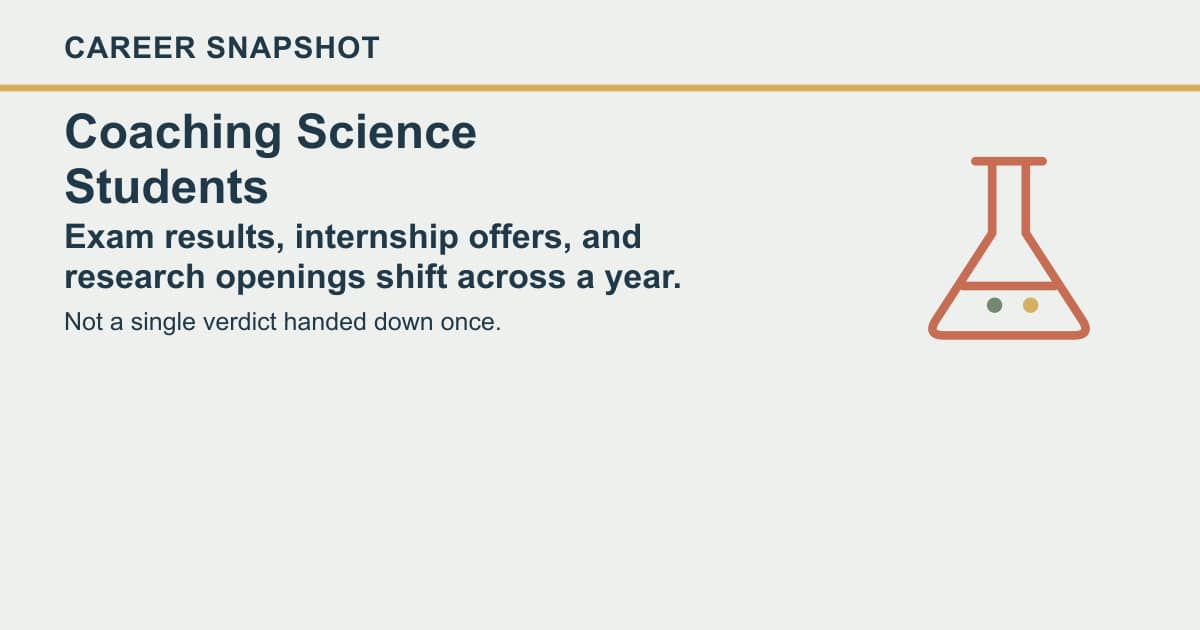 CAREER SNAPSHOT
Coaching Science
Students
Exam results, internship offers, and
research openings shift across a year.
Not a single verdict handed down once.